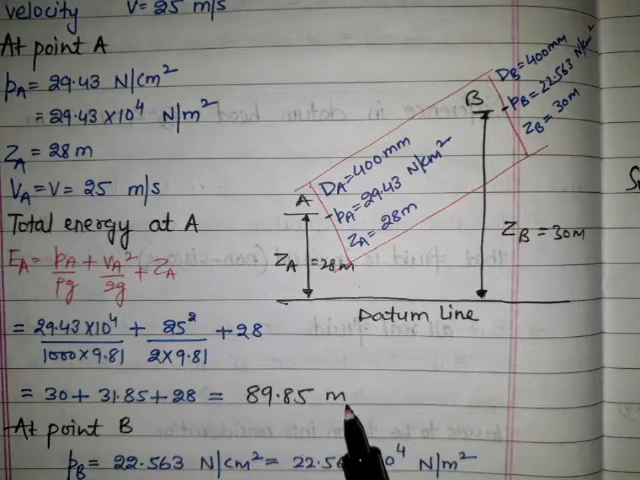 velocity V = 25 m/s
At point A
pA = 29.43 N/cm²
= 29.43 × 10⁴ N/m²
ZA = 28 m
VA = V = 25 m/s
Total energy at A
EA = pA/ρg + VA²/2g + ZA
= 29.43 × 10⁴/1000 × 9.81 + 25²/2 × 9.81 + 28
= 30 + 31.85 + 28 = 89.85 m
At point B
pB = 22.563 N/cm² = 22.56 0⁴ N/m²
A
DA = 400mm
pA = 29.43 N/cm²
ZA = 28m
ZA = 28m
B
DB = 400mm
pB = 22.563 N/cm²
ZB = 30m
ZB = 30m
Datum Line